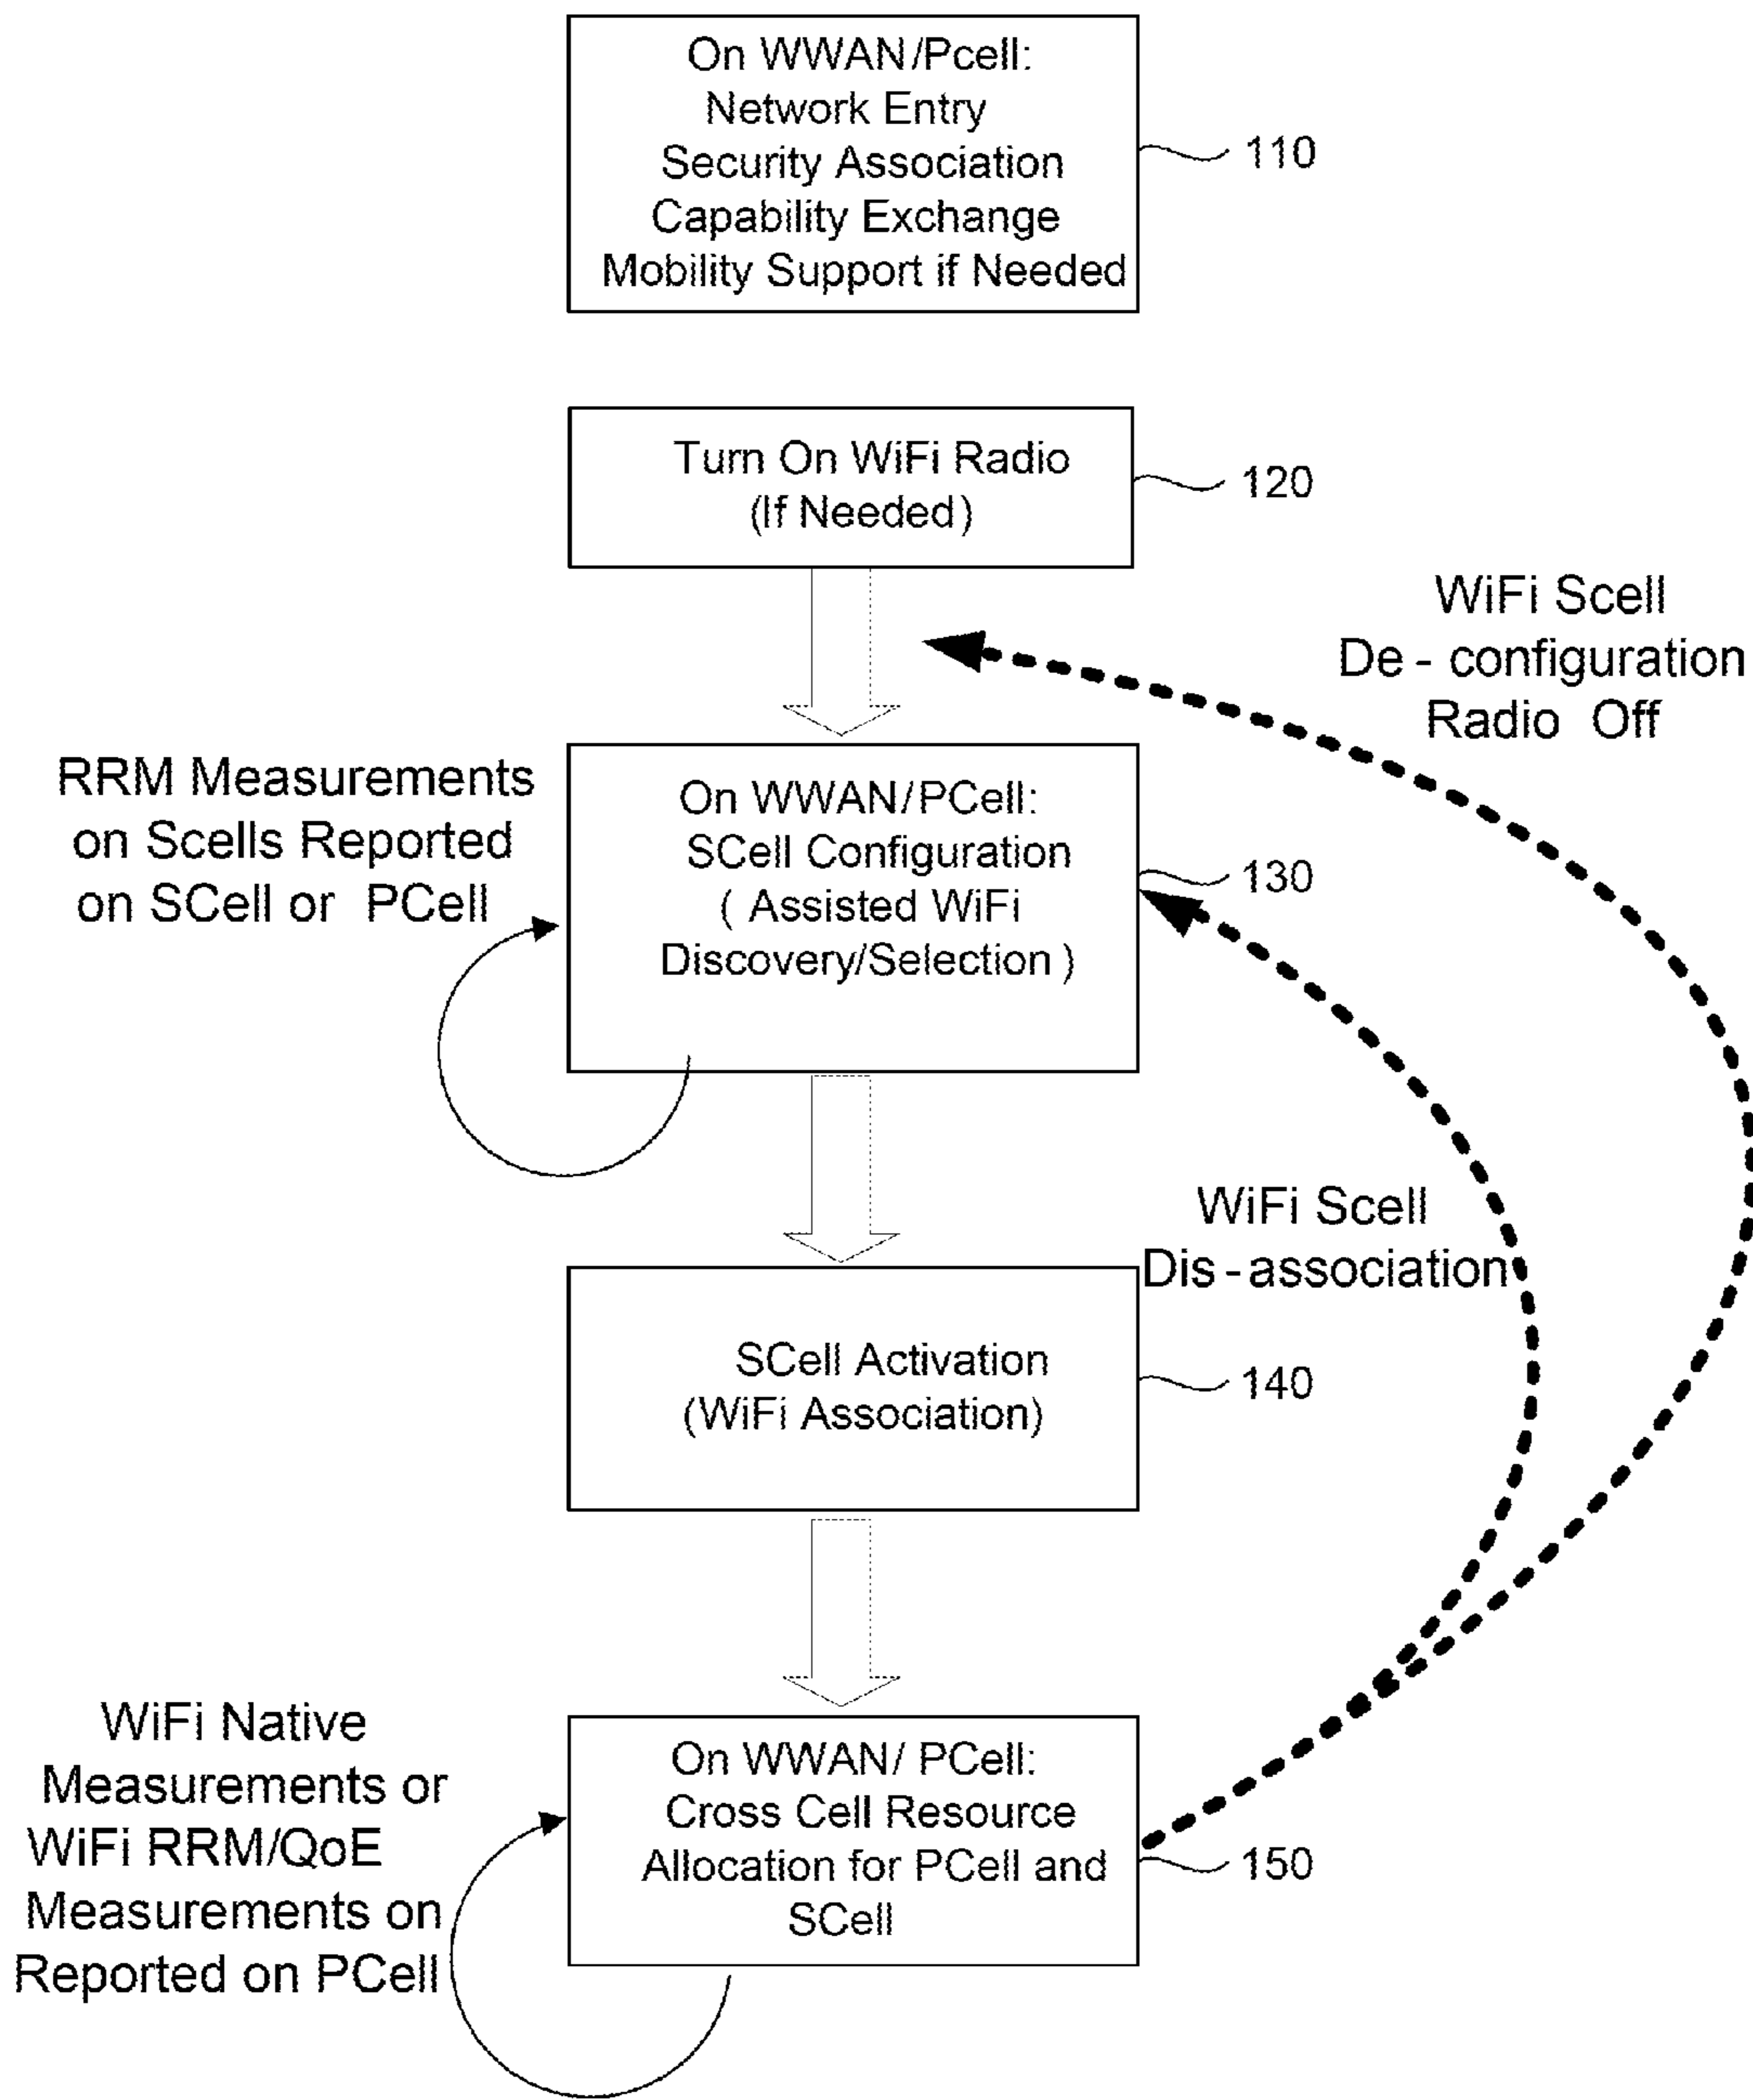 On WWAN/Pcell:
Network Entry
Security Association
Capability Exchange
Mobility Support if Needed
110
Turn On WiFi Radio
(If Needed)
120
WiFi Scell
De - configuration
Radio Off
RRM Measurements
on Scells Reported
on SCell or PCell
On WWAN/PCell:
SCell Configuration
( Assisted WiFi
Discovery/Selection )
130
WiFi Scell
Dis - association
SCell Activation
(WiFi Association)
140
WiFi Native
Measurements or
WiFi RRM/QoE
Measurements on
Reported on PCell
On WWAN/ PCell:
Cross Cell Resource
Allocation for PCell and
SCell
150